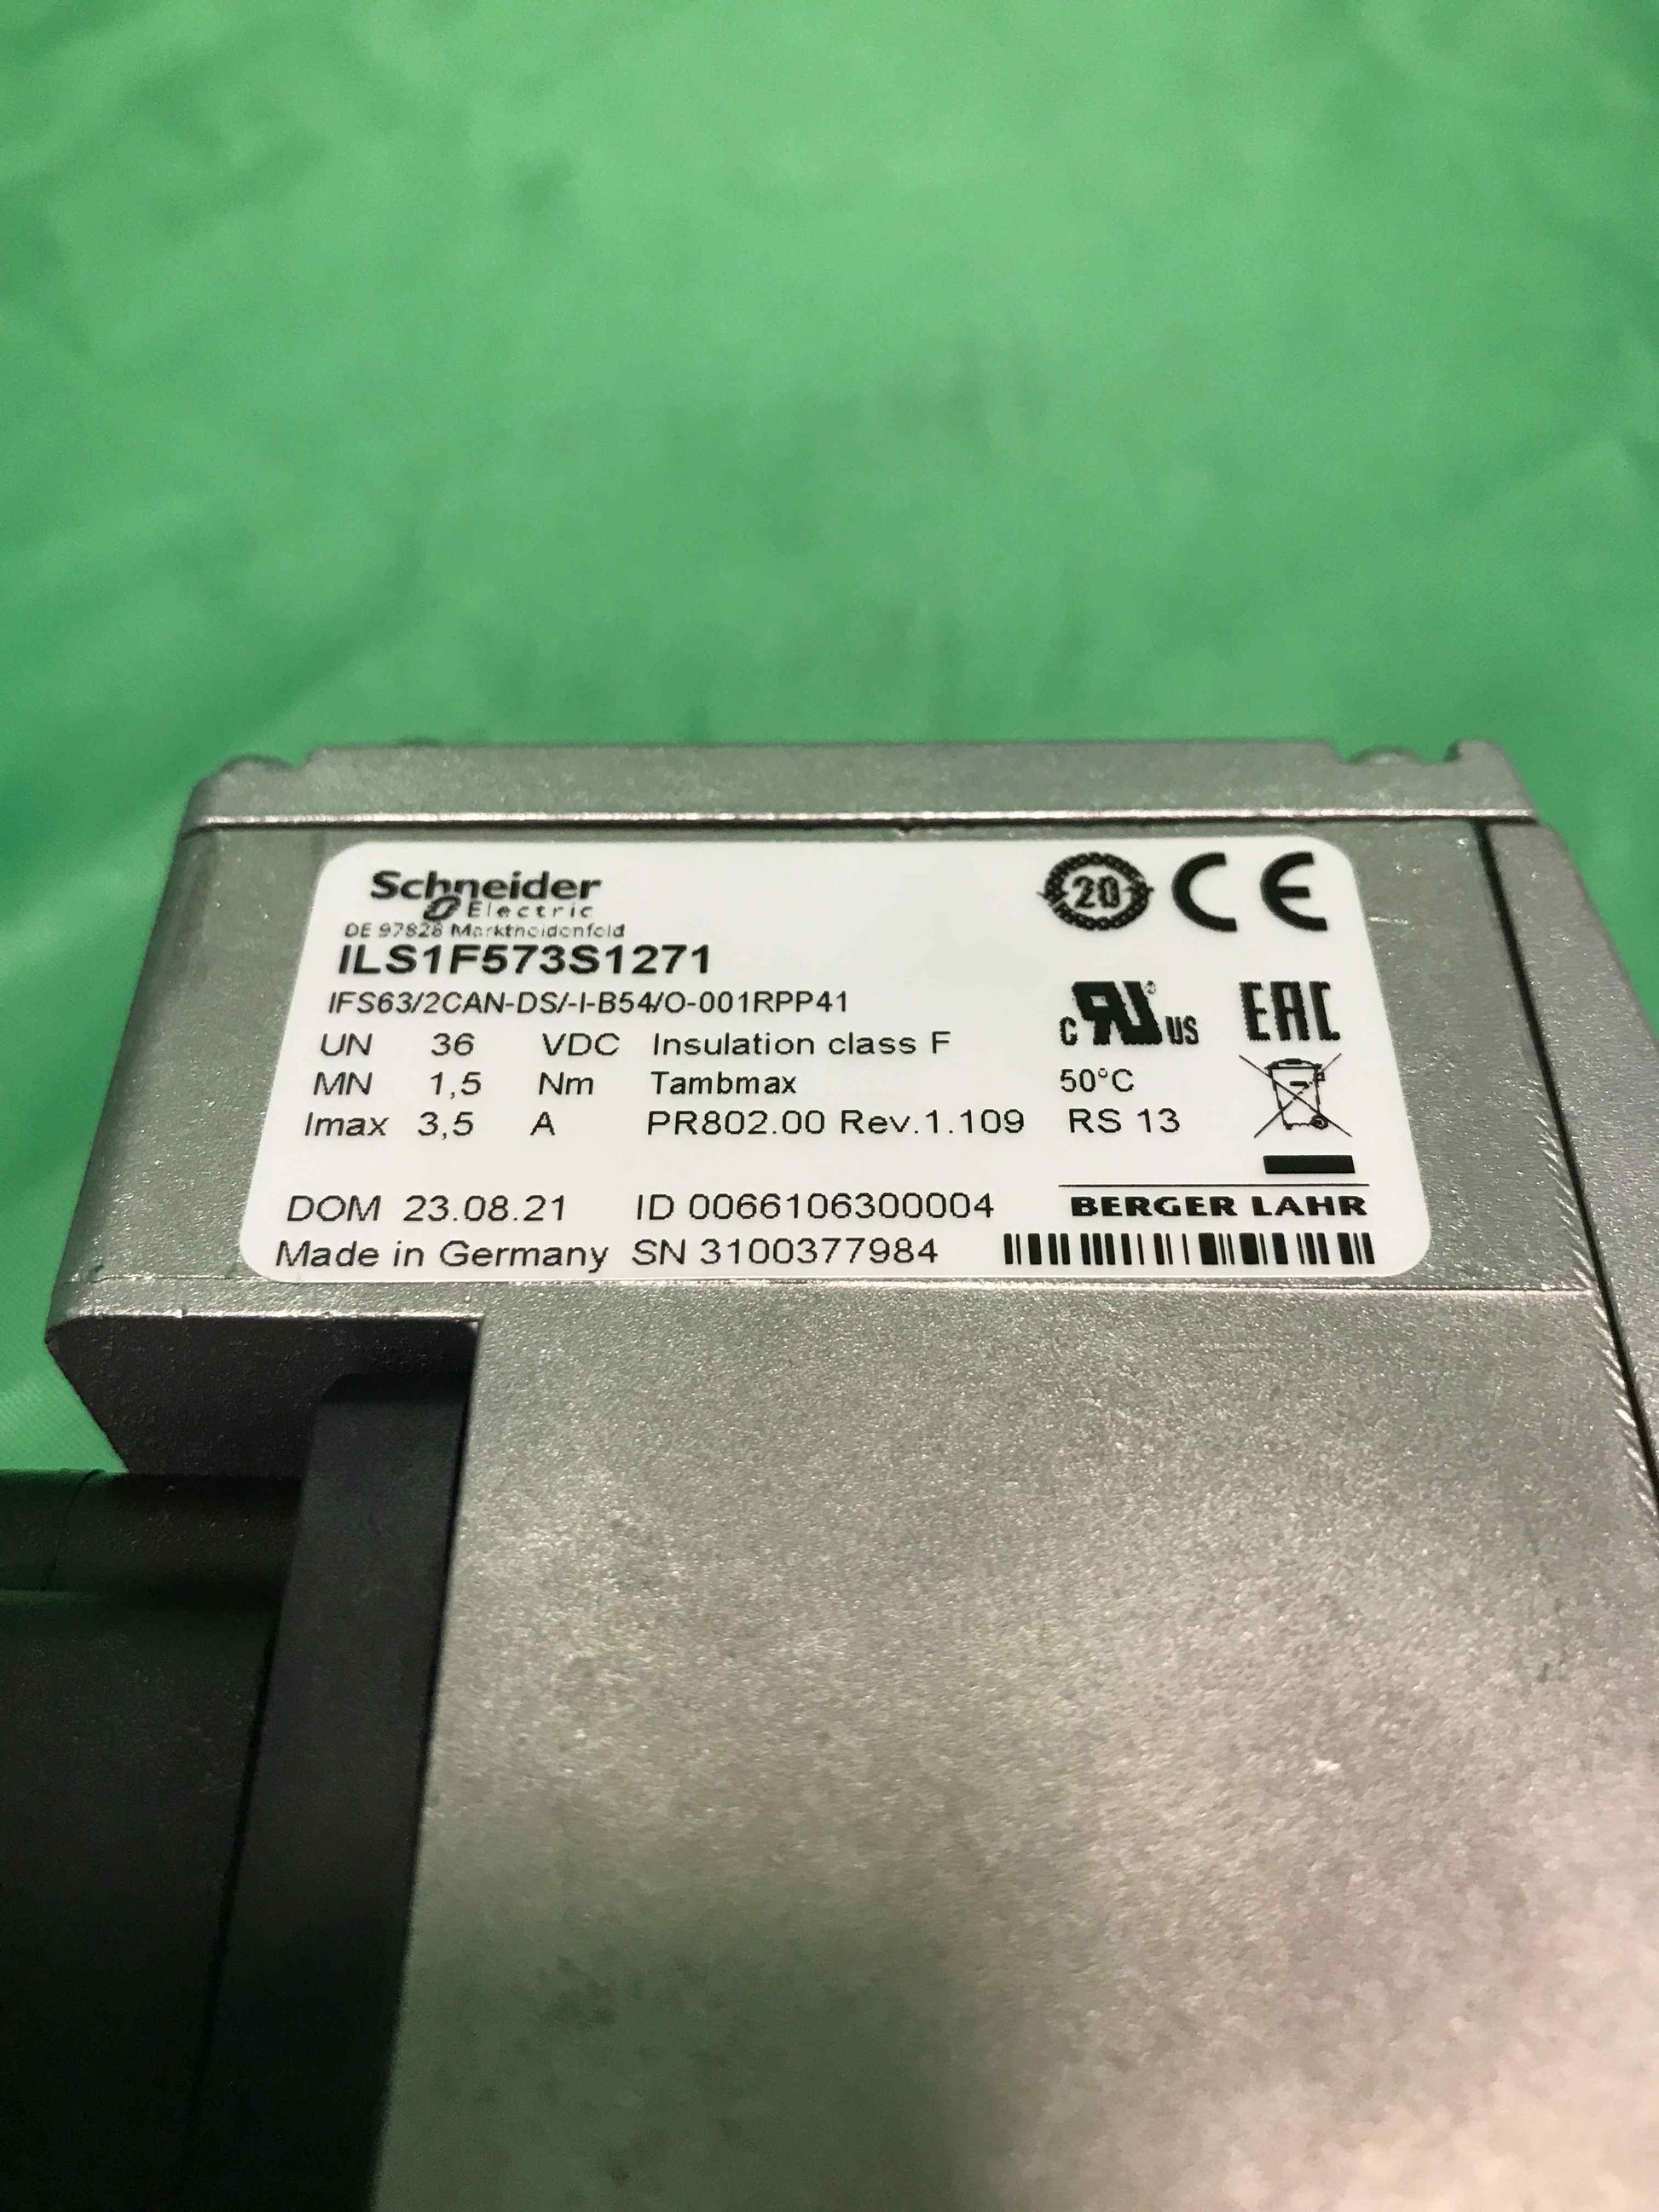 Schneider
Electric
DE 97828 Marktheidenfeld
20 CE
ILS1F573S1271
IFS63/2CAN-DS/-I-B54/O-001RPP41
c RU ® US EAC
UN 36 VDC Insulation class F
MN 1,5 Nm Tambmax 50°C
Imax 3,5 A PR802.00 Rev.1.109 RS 13
DOM 23.08.21 ID 0066106300004
BERGER LAHR
Made in Germany SN 3100377984